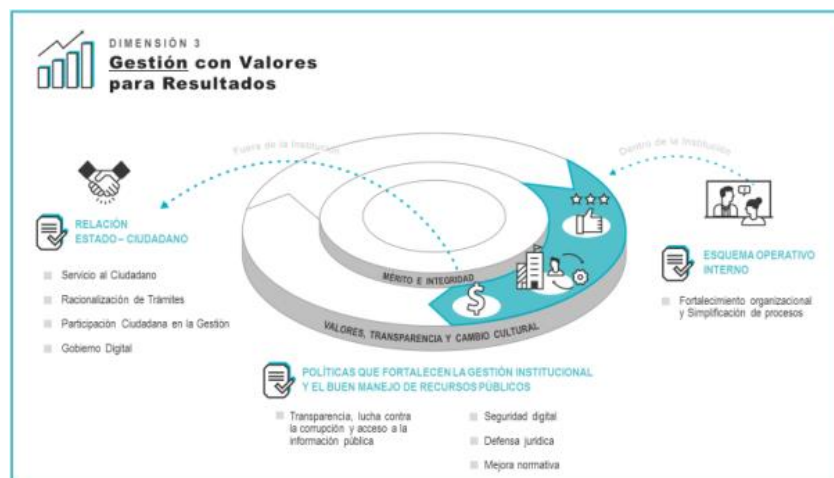 DIMENSIÓN 3
Gestión con Valores
para Resultados
Fuera de la Institución
Dentro de la Institución
RELACIÓN
ESTADO – CIUDADANO
Servicio al Ciudadano
Racionalización de Trámites
Participación Ciudadana en la Gestión
Gobierno Digital
MÉRITO E INTEGRIDAD
VALORES, TRANSPARENCIA Y CAMBIO CULTURAL
$
ESQUEMA OPERATIVO
INTERNO
Fortalecimiento organizacional
y Simplificación de procesos
POLÍTICAS QUE FORTALECEN LA GESTIÓN INSTITUCIONAL
Y EL BUEN MANEJO DE RECURSOS PÚBLICOS
Transparencia, lucha contra
la corrupción y acceso a la
información pública
Seguridad digital
Defensa jurídica
Mejora normativa